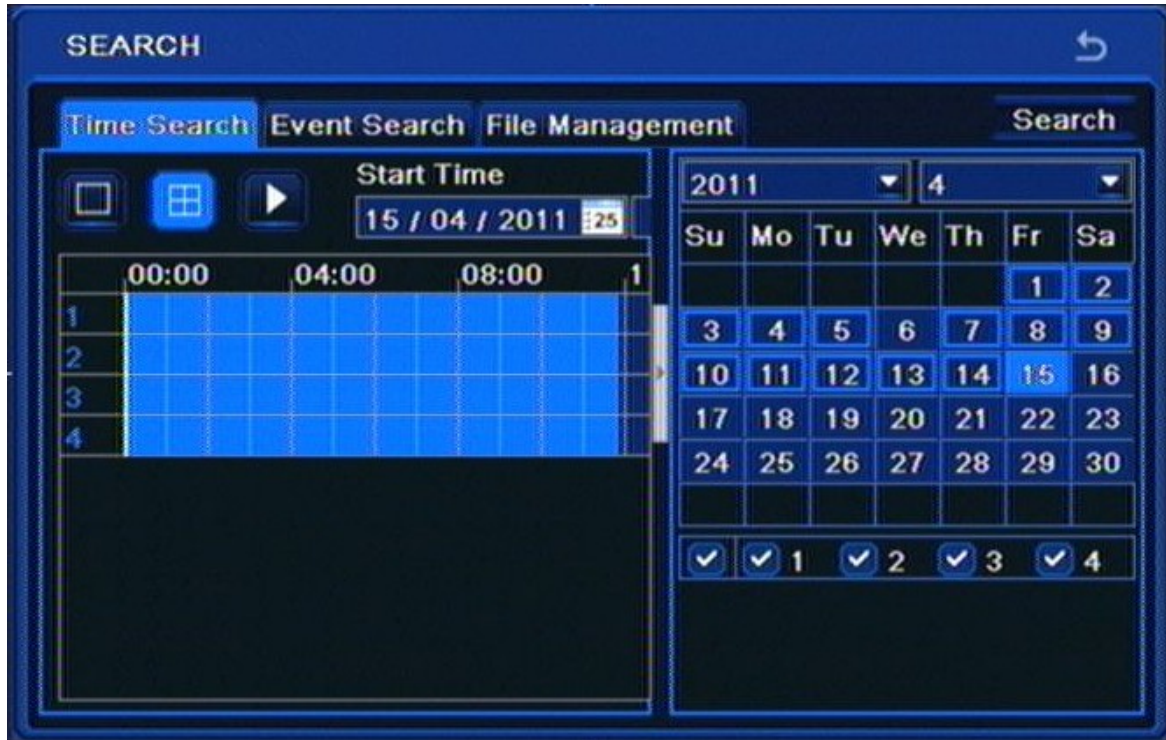 SEARCH
Time Search Event Search File Management Search
Start Time
15 / 04 / 2011 25
00:00 04:00 08:00 1
1
2
3
4
2011 4
Su Mo Tu We Th Fr Sa
1 2
3 4 5 6 7 8 9
10 11 12 13 14 15 16
17 18 19 20 21 22 23
24 25 26 27 28 29 30
1 2 3 4